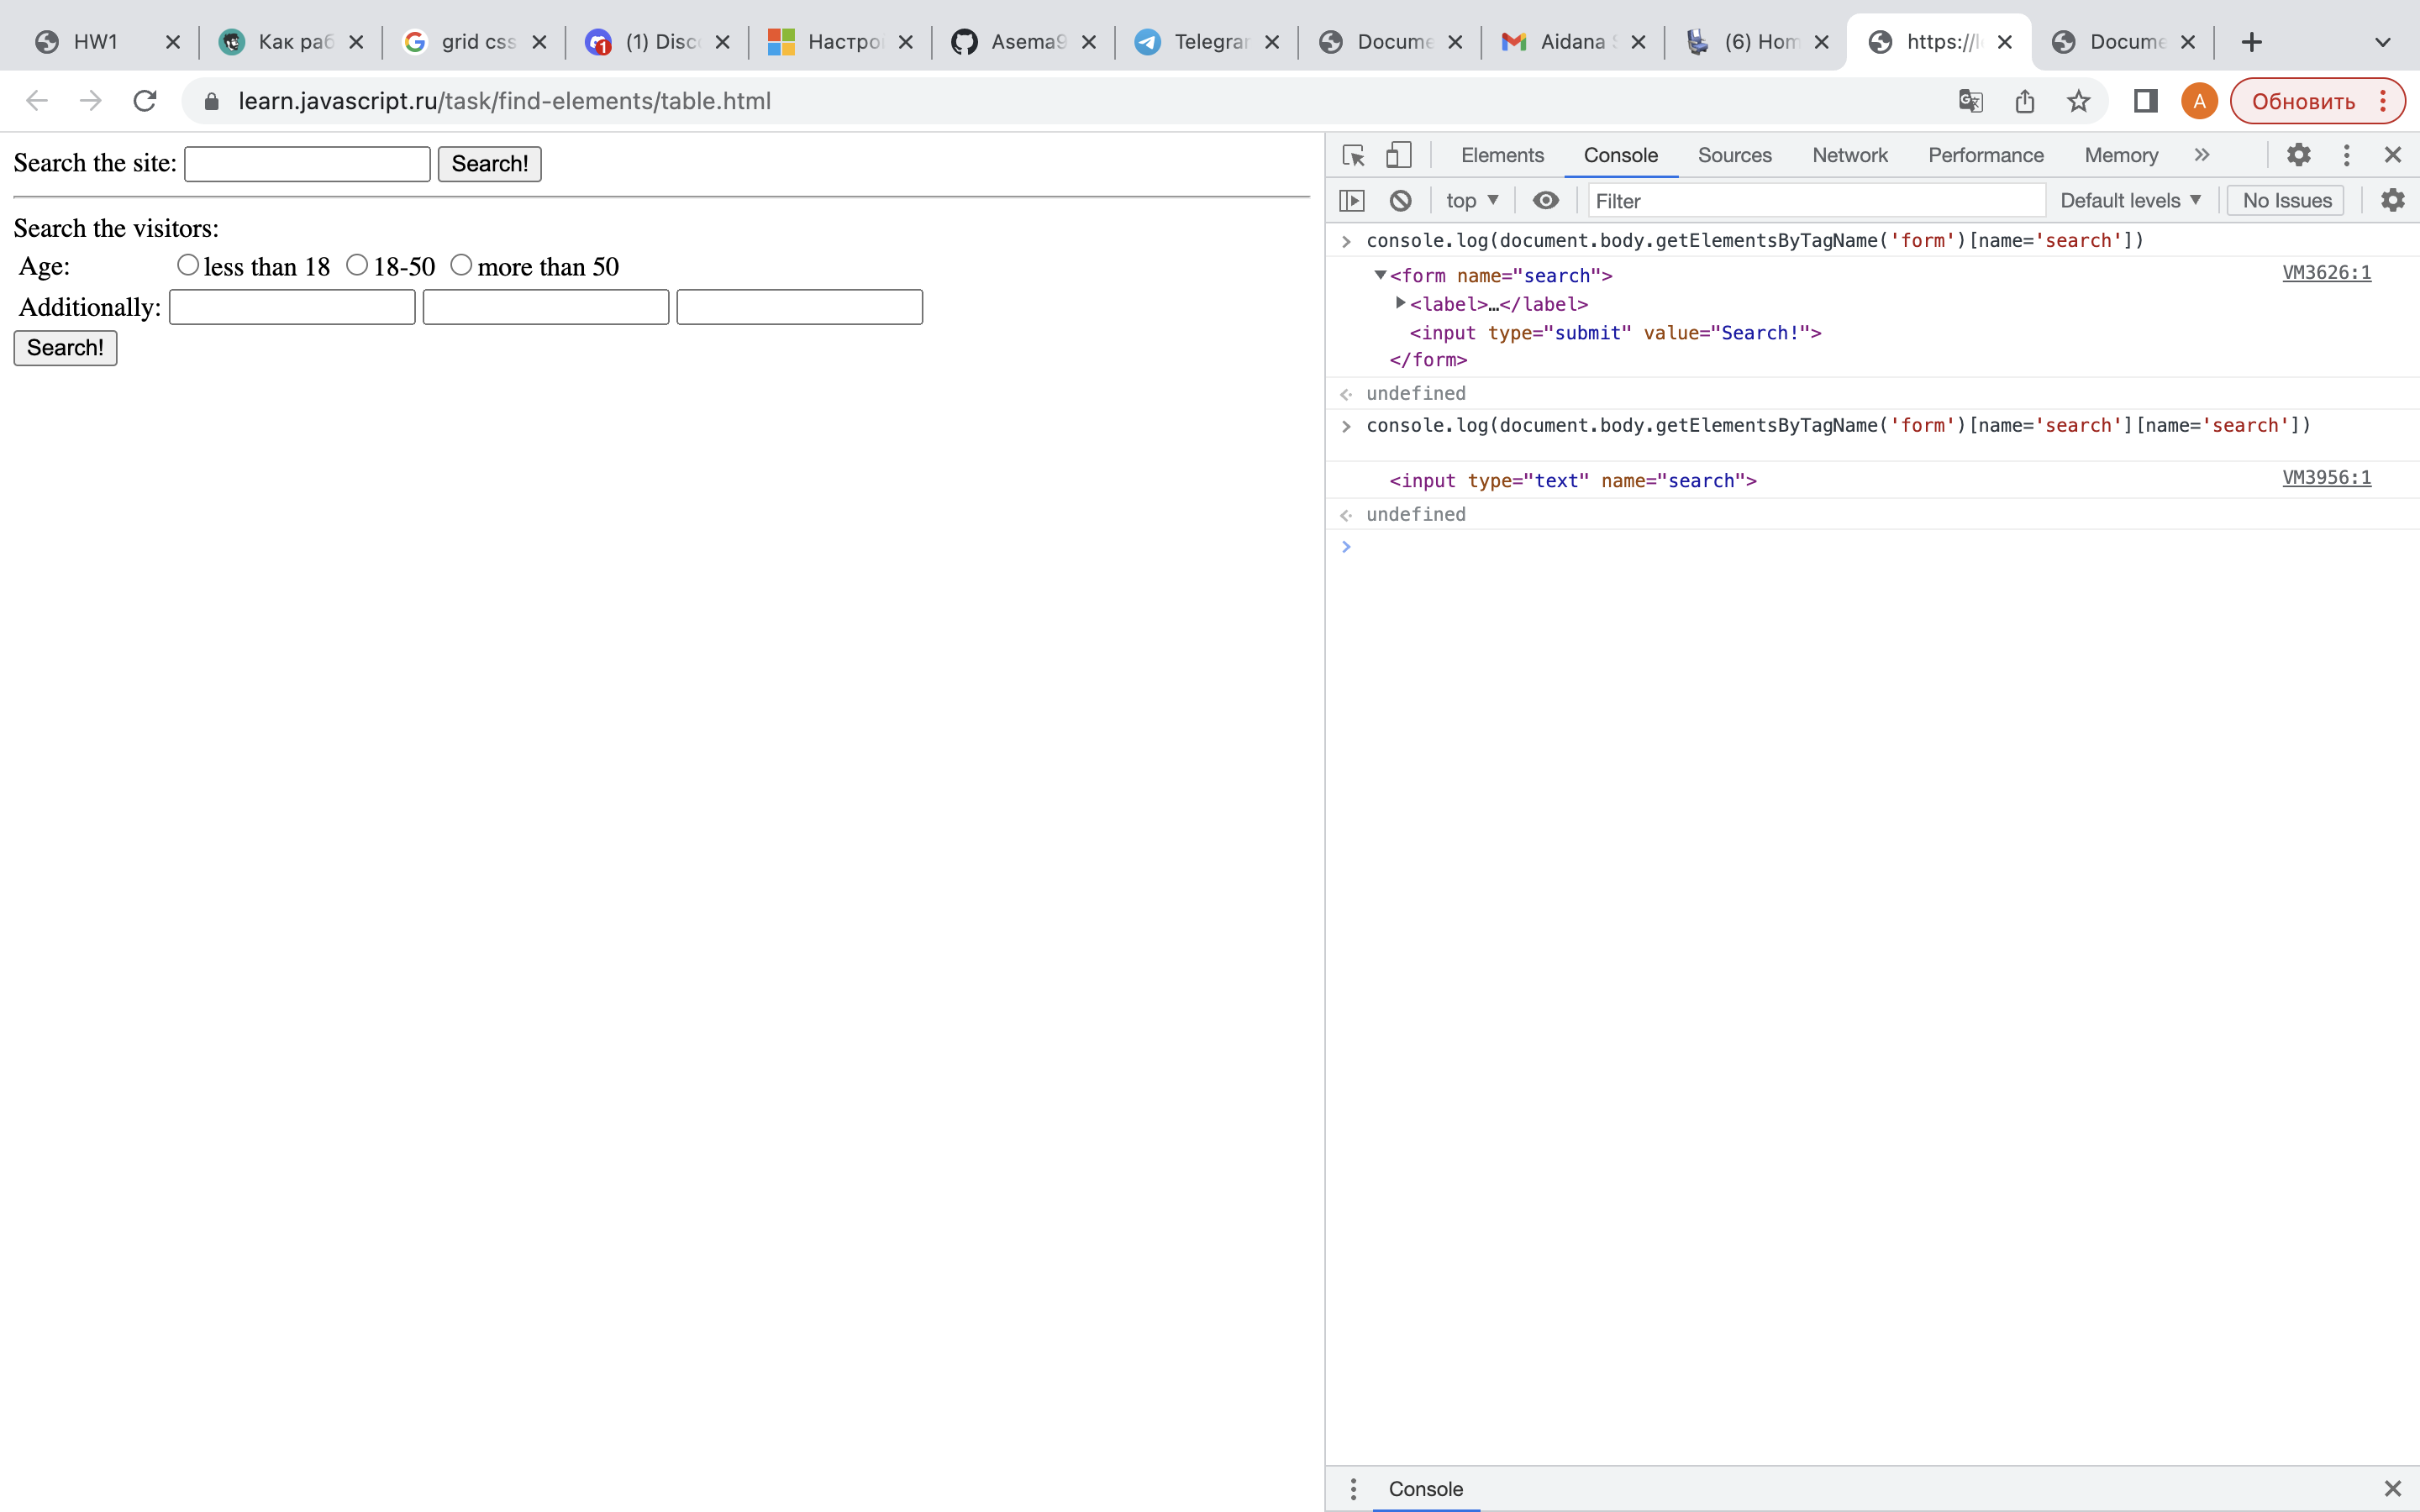 HW1
Как раб
grid css
(1) Disc
Настро
Asema9
Telegrar
Docume
Aidana
(6) Hom
https://l
Docume
learn.javascript.ru/task/find-elements/table.html
A
Обновить
Search the site:
Search!
Search the visitors:
Age: less than 18 18-50 more than 50
Additionally:
Search!
Elements Console Sources Network Performance Memory
top Filter Default levels No Issues
console.log(document.body.getElementsByTagName('form')[name='search'])
<form name="search"> VM3626:1
<label>…</label>
<input type="submit" value="Search!">
</form>
undefined
console.log(document.body.getElementsByTagName('form')[name='search'][name='search'])
<input type="text" name="search"> VM3956:1
undefined
Console